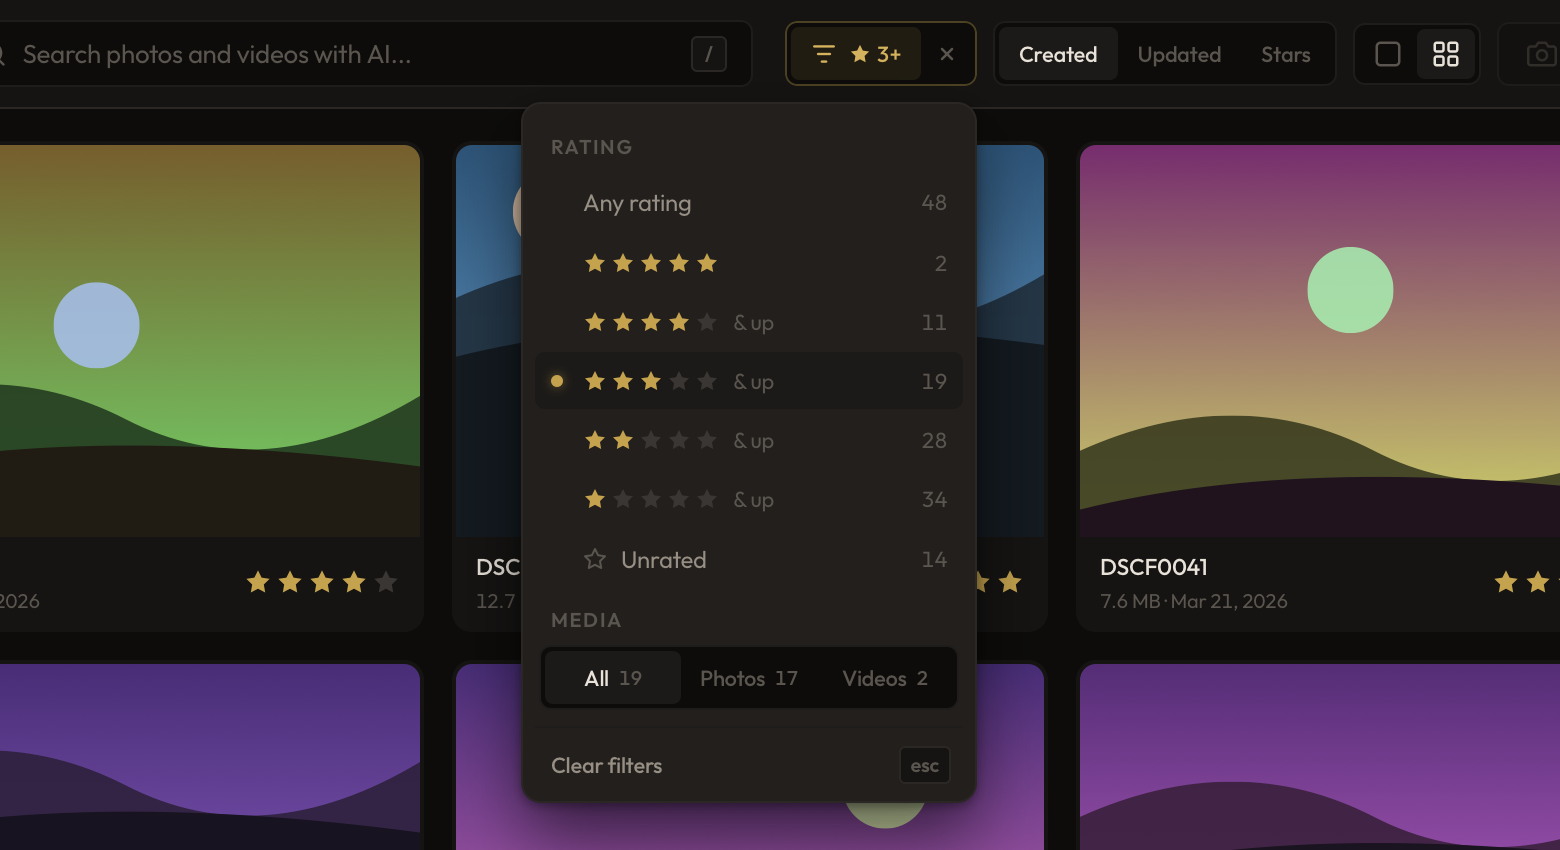 Search photos and videos with AI... /
3+ × Created Updated Stars
RATING
Any rating 48
2
& up 11
& up 19
& up 28
& up 34
Unrated 14
MEDIA
All 19 Photos 17 Videos 2
Clear filters esc
2026
DSC
12.7
DSCF0041
7.6 MB · Mar 21, 2026